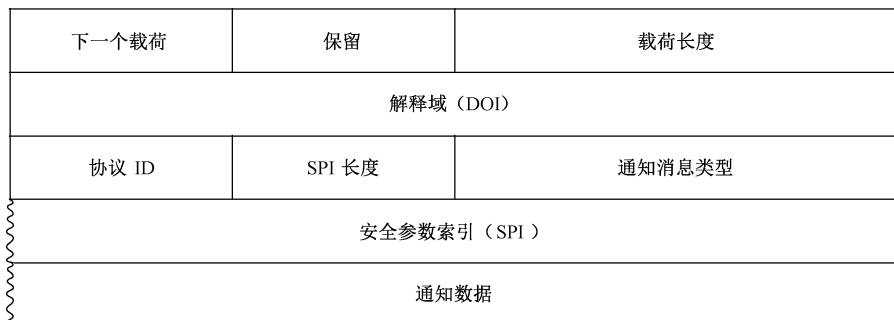 下一个载荷 保留 载荷长度
解释域（DOI）
协议 ID SPI 长度 通知消息类型
安全参数索引（SPI）
通知数据